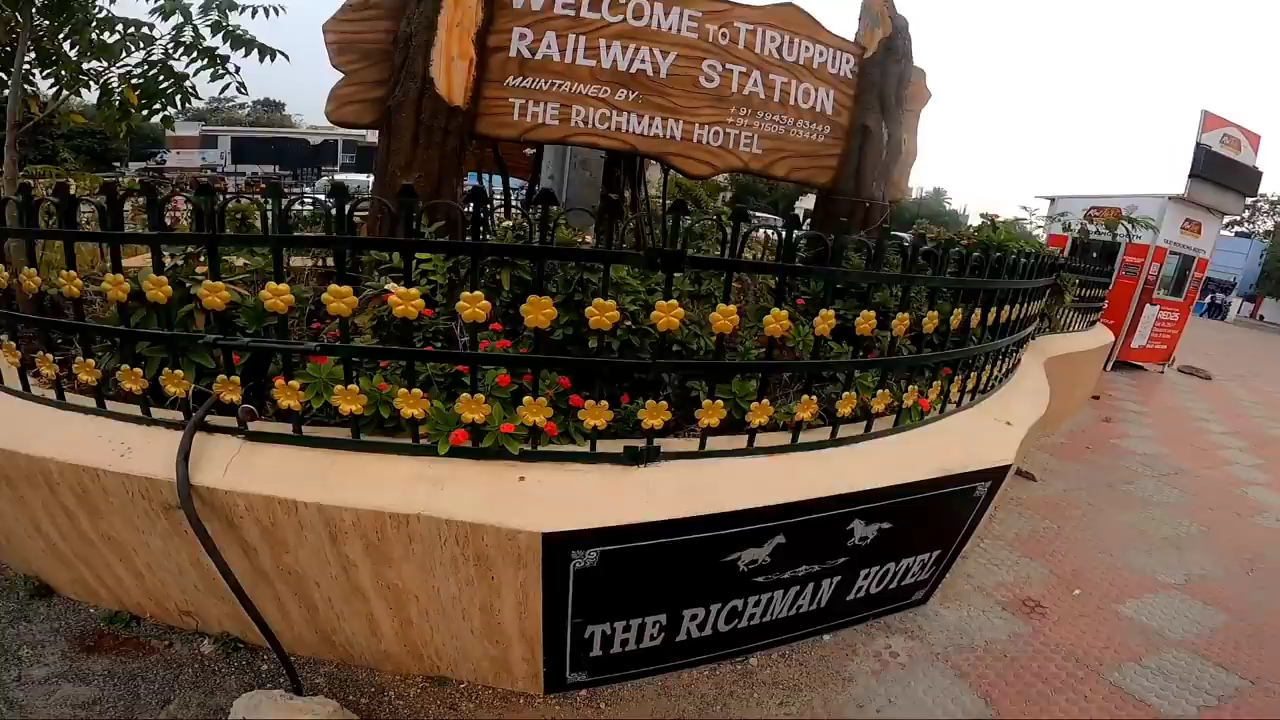 WELCOME TO TIRUPPUR
RAILWAY STATION
MAINTAINED BY:
THE RICHMAN HOTEL
+91 99438 83449
+91 91505 03449
THE RICHMAN HOTEL
RED